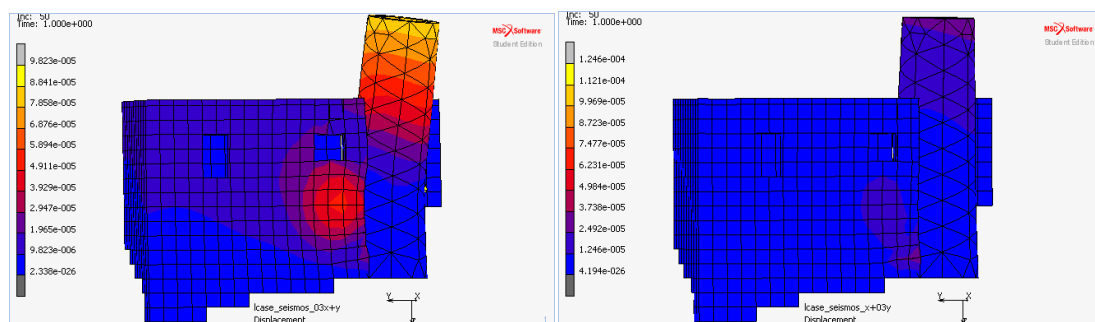 Inc: 50
Time: 1.000e+000
MSC Software
Student Edition
9.823e-005
8.841e-005
7.858e-005
6.876e-005
5.894e-005
4.911e-005
3.929e-005
2.947e-005
1.965e-005
9.823e-006
2.338e-026
Y X
lcase_seismos_03x+y
Displacement
1
Inc: 50
Time: 1.000e+000
MSC Software
Student Edition
1.246e-004
1.121e-004
9.969e-005
8.723e-005
7.477e-005
6.231e-005
4.984e-005
3.738e-005
2.492e-005
1.246e-005
4.194e-026
Y X
lcase_seismos_x+03y
Displacement